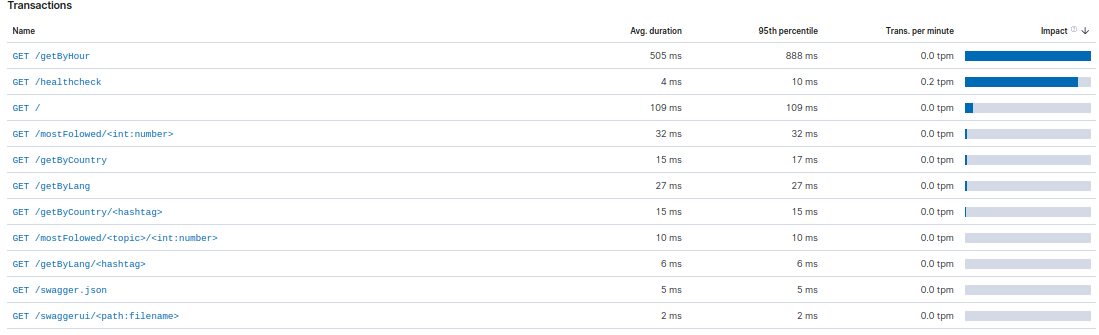 Transactions
Name Avg. duration 95th percentile Trans. per minute Impact
GET /getByHour 505 ms 888 ms 0.0 tpm
GET /healthcheck 4 ms 10 ms 0.2 tpm
GET / 109 ms 109 ms 0.0 tpm
GET /mostFolowed/<int:number> 32 ms 32 ms 0.0 tpm
GET /getByCountry 15 ms 17 ms 0.0 tpm
GET /getByLang 27 ms 27 ms 0.0 tpm
GET /getByCountry/<hashtag> 15 ms 15 ms 0.0 tpm
GET /mostFolowed/<topic>/<int:number> 10 ms 10 ms 0.0 tpm
GET /getByLang/<hashtag> 6 ms 6 ms 0.0 tpm
GET /swagger.json 5 ms 5 ms 0.0 tpm
GET /swaggerui/<path:filename> 2 ms 2 ms 0.0 tpm